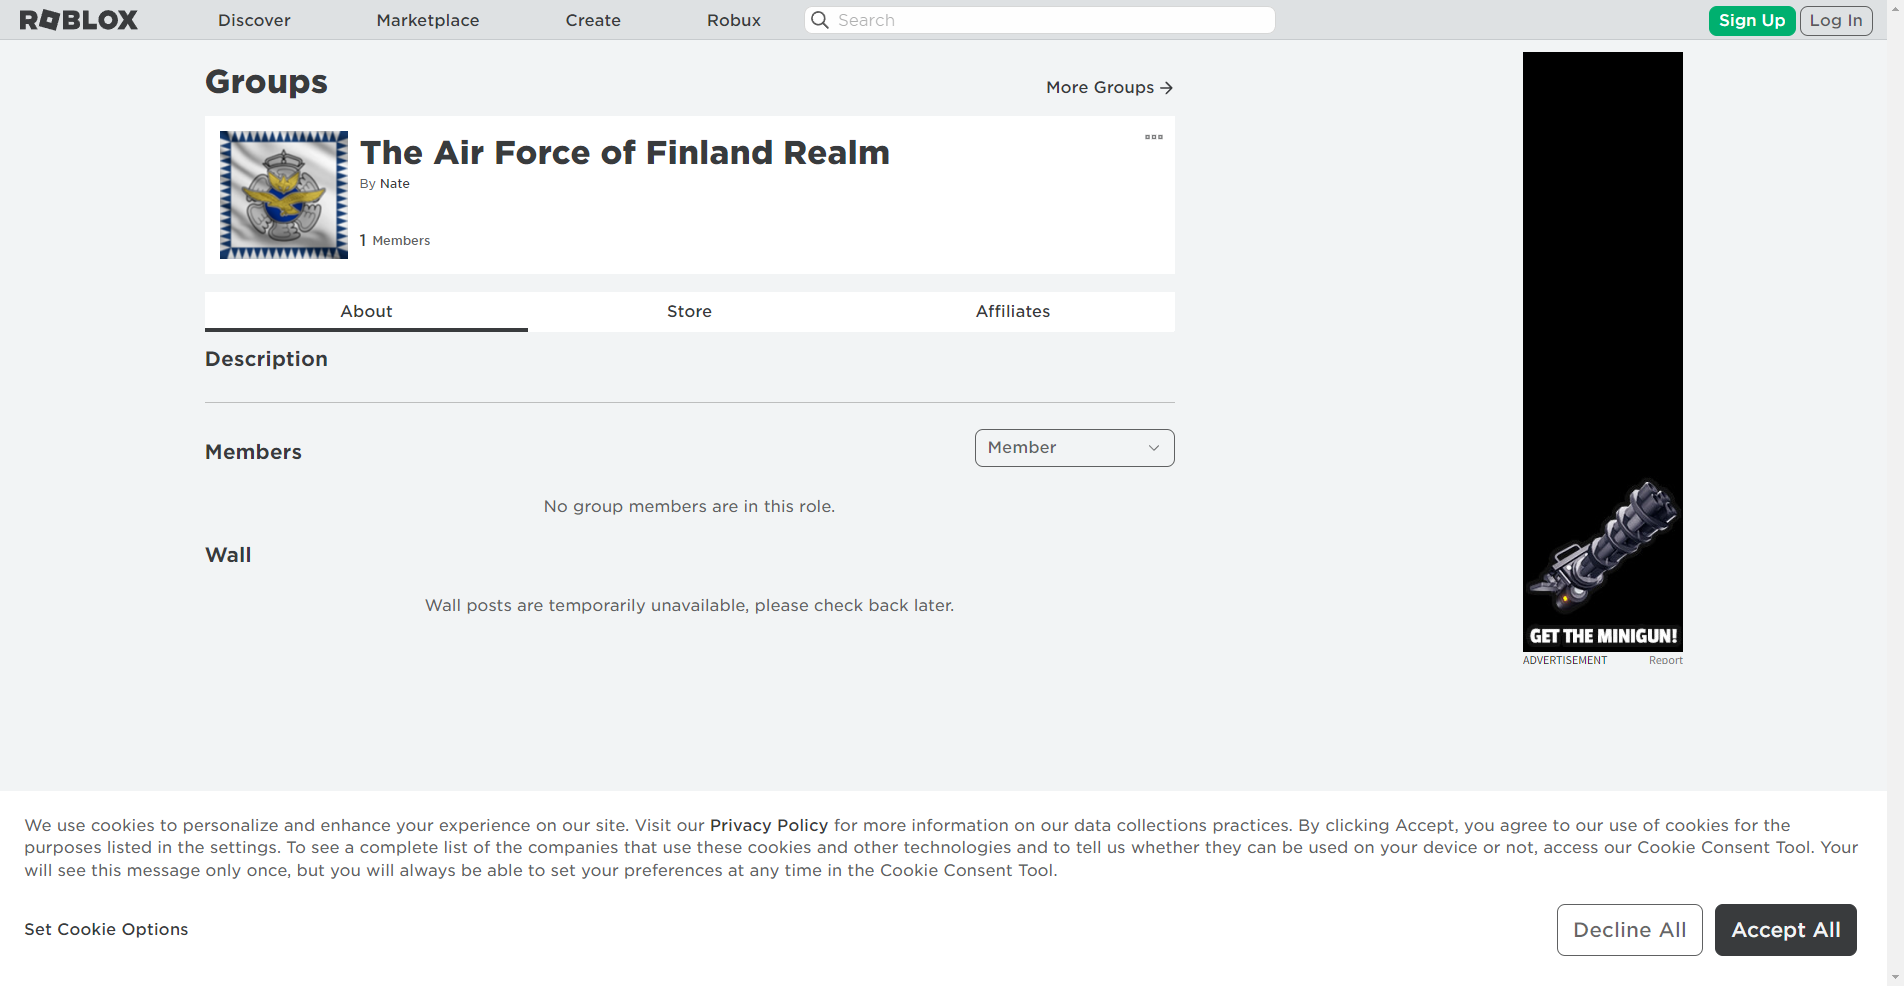 ROBLOX Discover Marketplace Create Robux Search Sign Up Log In
Groups
More Groups
The Air Force of Finland Realm
By Nate
1 Members
About Store Affiliates
Description
Members
Member
No group members are in this role.
Wall
Wall posts are temporarily unavailable, please check back later.
GET THE MINIGUN!
ADVERTISEMENT Report
We use cookies to personalize and enhance your experience on our site. Visit our Privacy Policy for more information on our data collections practices. By clicking Accept, you agree to our use of cookies for the
purposes listed in the settings. To see a complete list of the companies that use these cookies and other technologies and to tell us whether they can be used on your device or not, access our Cookie Consent Tool. Your
will see this message only once, but you will always be able to set your preferences at any time in the Cookie Consent Tool.
Set Cookie Options
Decline All
Accept All